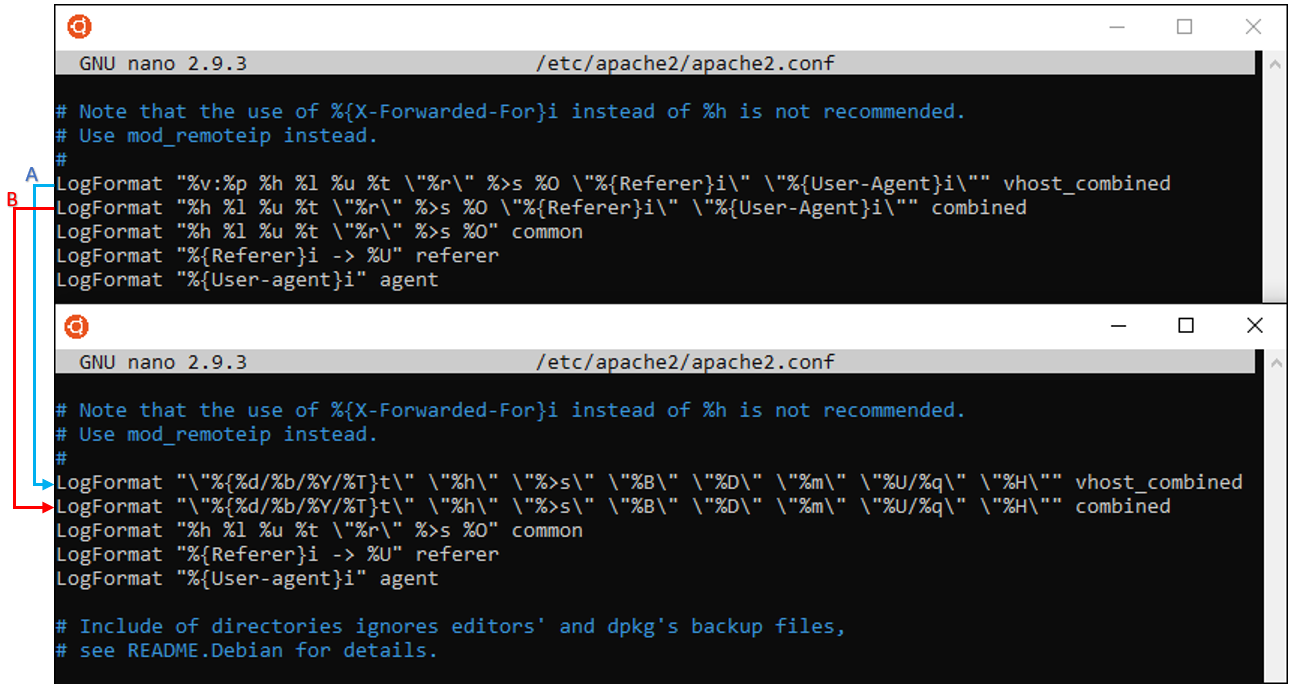 GNU nano 2.9.3 /etc/apache2/apache2.conf
# Note that the use of %{X-Forwarded-For}i instead of %h is not recommended.
# Use mod_remoteip instead.
#
A
LogFormat "%v:%p %h %l %u %t \"%r\" %>s %O \"%{Referer}i\" \"%{User-Agent}i\"" vhost_combined
B
LogFormat "%h %l %u %t \"%r\" %>s %O \"%{Referer}i\" \"%{User-Agent}i\"" combined
LogFormat "%h %l %u %t \"%r\" %>s %O" common
LogFormat "%{Referer}i -> %U" referer
LogFormat "%{User-agent}i" agent
GNU nano 2.9.3 /etc/apache2/apache2.conf
# Note that the use of %{X-Forwarded-For}i instead of %h is not recommended.
# Use mod_remoteip instead.
#
LogFormat "\"%{%d/%b/%Y/%T}t\" \"%h\" \"%>s\" \"%B\" \"%D\" \"%m\" \"%U/%q\" \"%H\"" vhost_combined
LogFormat "\"%{%d/%b/%Y/%T}t\" \"%h\" \"%>s\" \"%B\" \"%D\" \"%m\" \"%U/%q\" \"%H\"" combined
LogFormat "%h %l %u %t \"%r\" %>s %O" common
LogFormat "%{Referer}i -> %U" referer
LogFormat "%{User-agent}i" agent
# Include of directories ignores editors' and dpkg's backup files,
# see README.Debian for details.